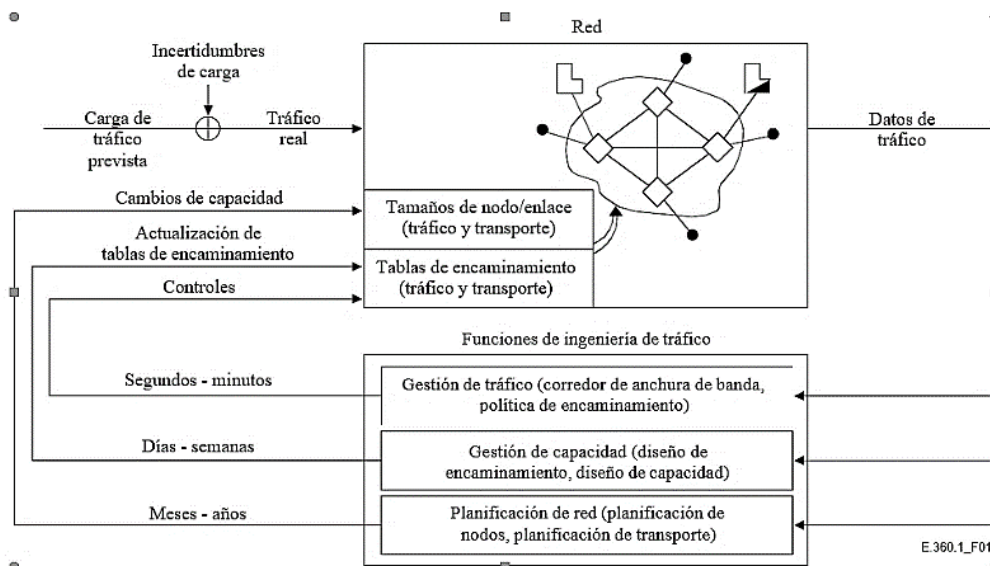 Red
Incertidumbres
de carga
Carga de
tráfico
prevista
Tráfico
real
Datos de
tráfico
Cambios de capacidad
Tamaños de nodo/enlace
(tráfico y transporte)
Actualización de
tablas de encaminamiento
Tablas de encaminamiento
(tráfico y transporte)
Controles
Funciones de ingeniería de tráfico
Segundos - minutos
Gestión de tráfico (corredor de anchura de banda,
política de encaminamiento)
Días - semanas
Gestión de capacidad (diseño de
encaminamiento, diseño de capacidad)
Meses - años
Planificación de red (planificación de
nodos, planificación de transporte)
E.360.1_F01